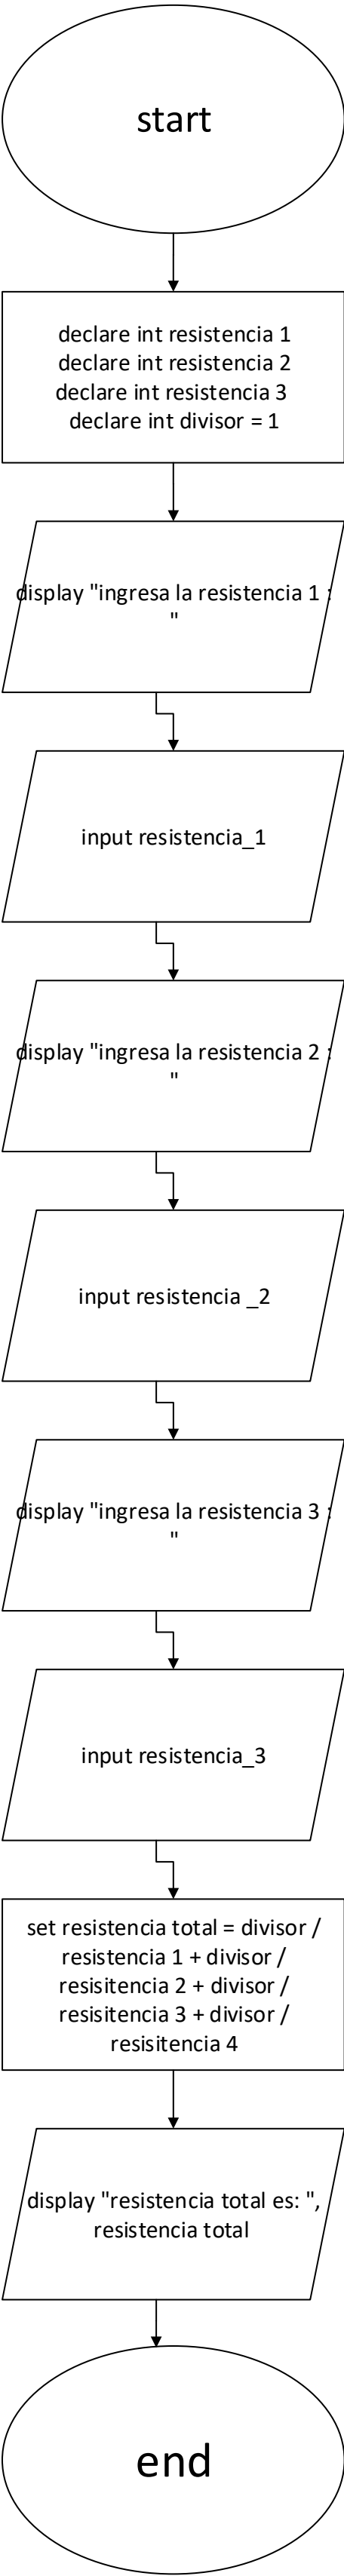 start
declare int resistencia 1
declare int resistencia 2
declare int resistencia 3
declare int divisor = 1
display "ingresa la resistencia 1 :
"
input resistencia_1
display "ingresa la resistencia 2 :
"
input resistencia _2
display "ingresa la resistencia 3 :
"
input resistencia_3
set resistencia total = divisor /
resistencia 1 + divisor /
resisitencia 2 + divisor /
resisitencia 3 + divisor /
resisitencia 4
display "resistencia total es: ",
resistencia total
end